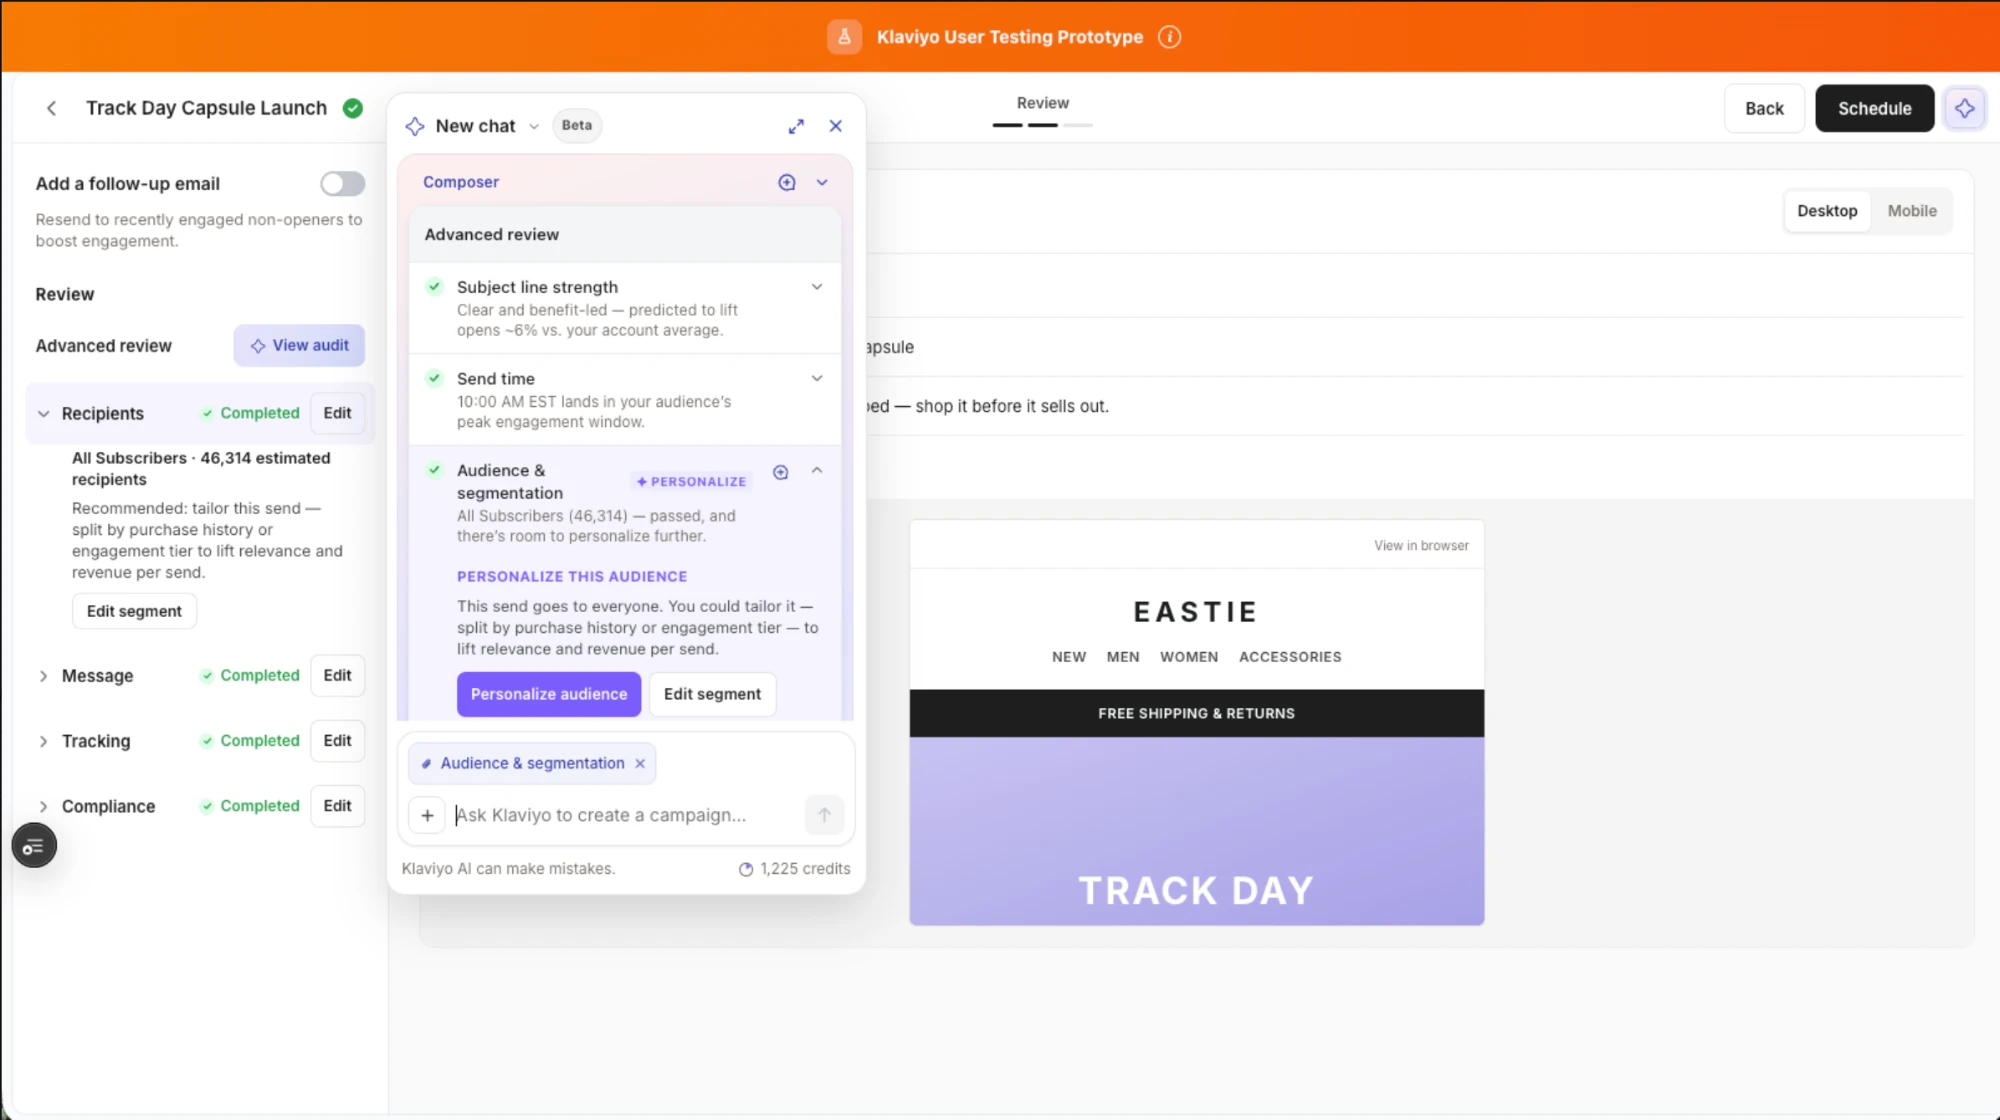 Klaviyo User Testing Prototype
Track Day Capsule Launch
Review
Back
Schedule
Add a follow-up email
Resend to recently engaged non-openers to
boost engagement.
Review
Advanced review
View audit
Recipients
Completed
Edit
All Subscribers · 46,314 estimated
recipients
Recommended: tailor this send —
split by purchase history or
engagement tier to lift relevance and
revenue per send.
Edit segment
Message
Completed
Edit
Tracking
Completed
Edit
Compliance
Completed
Edit
New chat
Beta
Composer
Advanced review
Subject line strength
Clear and benefit-led — predicted to lift
opens ~6% vs. your account average.
Send time
10:00 AM EST lands in your audience's
peak engagement window.
Audience &
segmentation
PERSONALIZE
All Subscribers (46,314) — passed, and
there's room to personalize further.
PERSONALIZE THIS AUDIENCE
This send goes to everyone. You could tailor it —
split by purchase history or engagement tier — to
lift relevance and revenue per send.
Personalize audience
Edit segment
Audience & segmentation
Ask Klaviyo to create a campaign...
Klaviyo AI can make mistakes.
1,225 credits
Desktop
Mobile
apsule
ped — shop it before it sells out.
View in browser
EASTIE
NEW MEN WOMEN ACCESSORIES
FREE SHIPPING & RETURNS
TRACK DAY